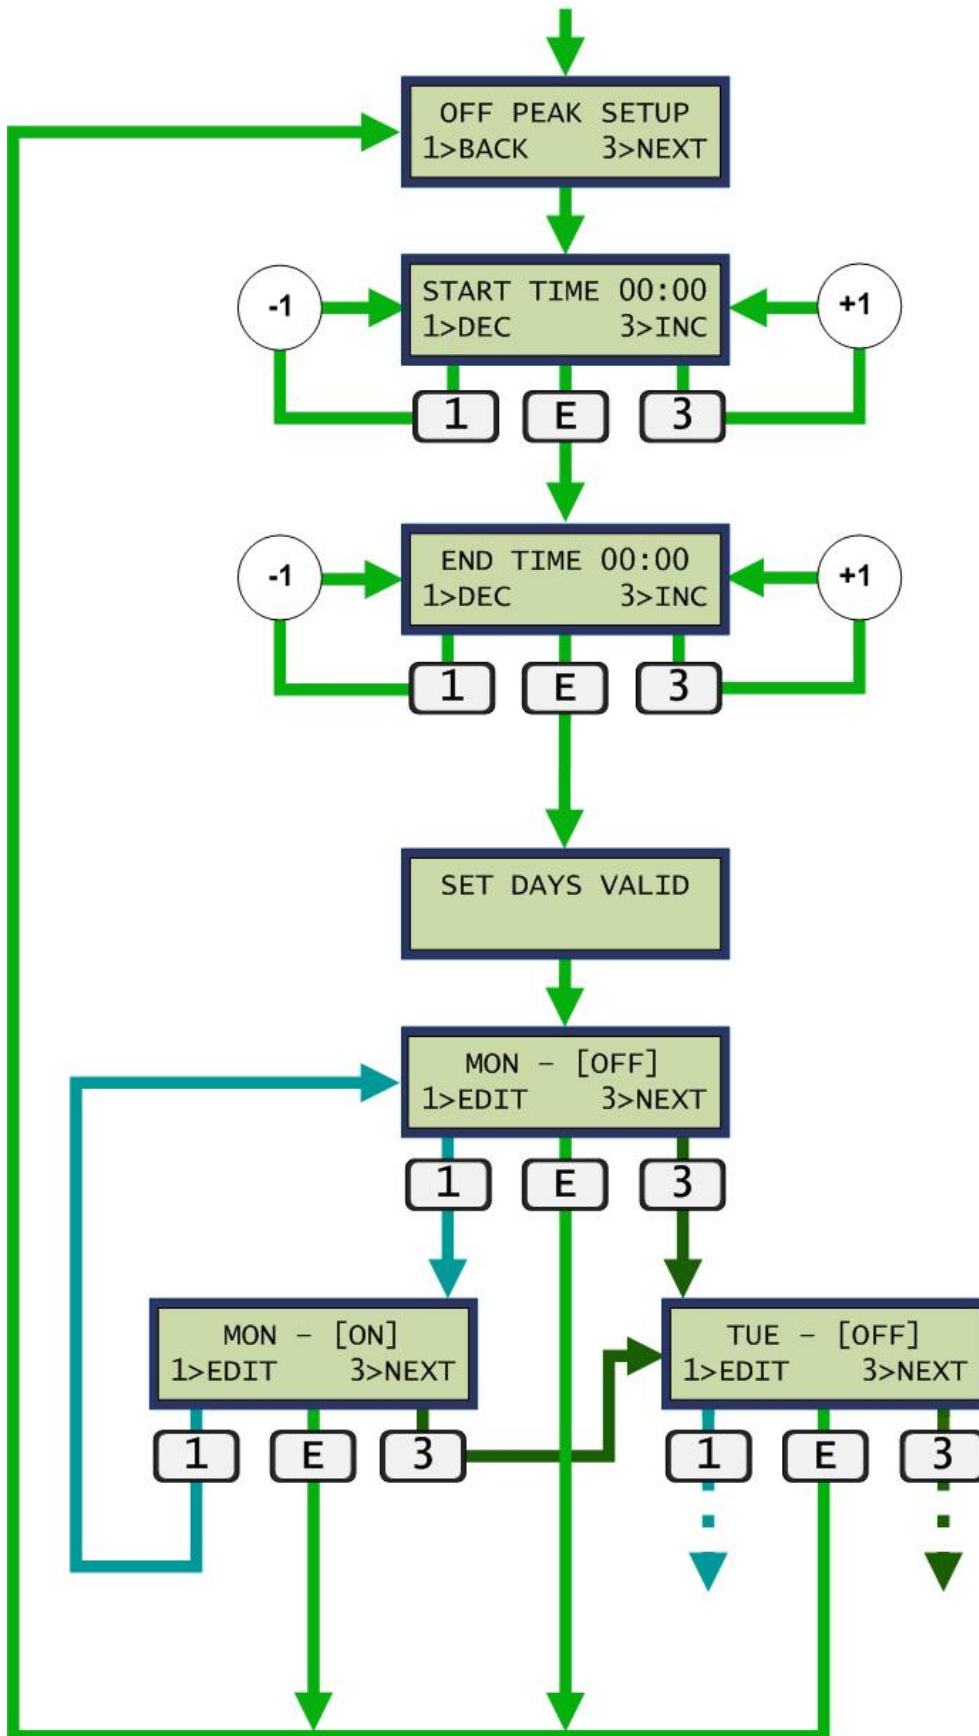 OFF PEAK SETUP
1>BACK 3>NEXT
START TIME 00:00
1>DEC 3>INC
-1
+1
1 E 3
END TIME 00:00
1>DEC 3>INC
-1
+1
1 E 3
SET DAYS VALID
MON – [OFF]
1>EDIT 3>NEXT
1 E 3
MON – [ON]
1>EDIT 3>NEXT
1 E 3
TUE – [OFF]
1>EDIT 3>NEXT
1 E 3